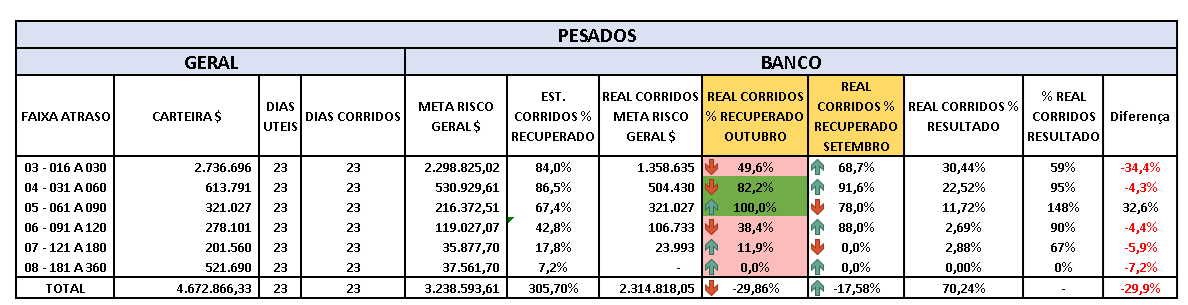 PESADOS
GERAL BANCO
FAIXA ATRASO CARTEIRA $ DIAS UTEIS DIAS CORRIDOS META RISCO GERAL $ EST. CORRIDOS % RECUPERADO REAL CORRIDOS META RISCO GERAL $ REAL CORRIDOS % RECUPERADO OUTUBRO REAL CORRIDOS % RECUPERADO SETEMBRO REAL CORRIDOS % RESULTADO % REAL CORRIDOS RESULTADO Diferença
03 - 016 A 030 2.736.696 23 23 2.298.825,02 84,0% 1.358.635 49,6% 68,7% 30,44% 59% -34,4%
04 - 031 A 060 613.791 23 23 530.929,61 86,5% 504.430 82,2% 91,6% 22,52% 95% -4,3%
05 - 061 A 090 321.027 23 23 216.372,51 67,4% 321.027 100,0% 78,0% 11,72% 148% 32,6%
06 - 091 A 120 278.101 23 23 119.027,07 42,8% 106.733 38,4% 88,0% 2,69% 90% -4,4%
07 - 121 A 180 201.560 23 23 35.877,70 17,8% 23.993 11,9% 0,0% 2,88% 67% -5,9%
08 - 181 A 360 521.690 23 23 37.561,70 7,2% - 0,0% 0,0% 0,00% 0% -7,2%
TOTAL 4.672.866,33 23 23 3.238.593,61 305,70% 2.314.818,05 -29,86% -17,58% 70,24% - -29,9%